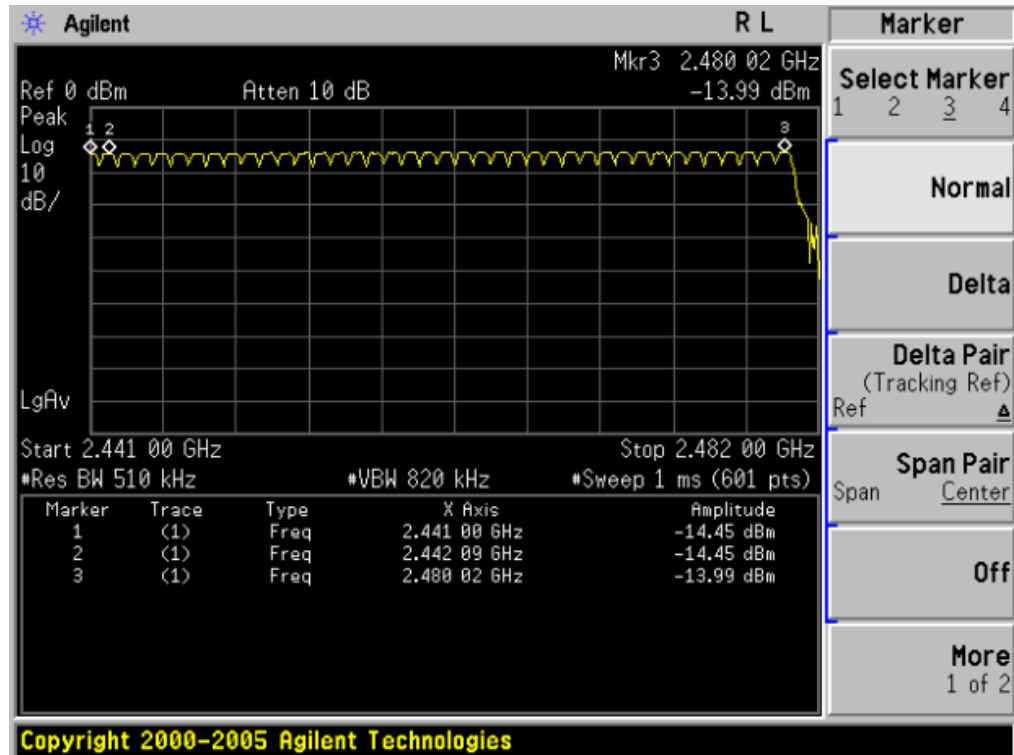 Agilent R L
Mkr3 2.480 02 GHz
Ref 0 dBm Atten 10 dB -13.99 dBm
Peak
Log
10
dB/
1 2 3
LgAv
Start 2.441 00 GHz Stop 2.482 00 GHz
#Res BW 510 kHz #VBW 820 kHz #Sweep 1 ms (601 pts)
Marker Trace Type X Axis Amplitude
1 (1) Freq 2.441 00 GHz -14.45 dBm
2 (1) Freq 2.442 09 GHz -14.45 dBm
3 (1) Freq 2.480 02 GHz -13.99 dBm
Marker
Select Marker
1 2 3 4
Normal
Delta
Delta Pair
(Tracking Ref)
Ref Δ
Span Pair
Span Center
Off
More
1 of 2
Copyright 2000-2005 Agilent Technologies